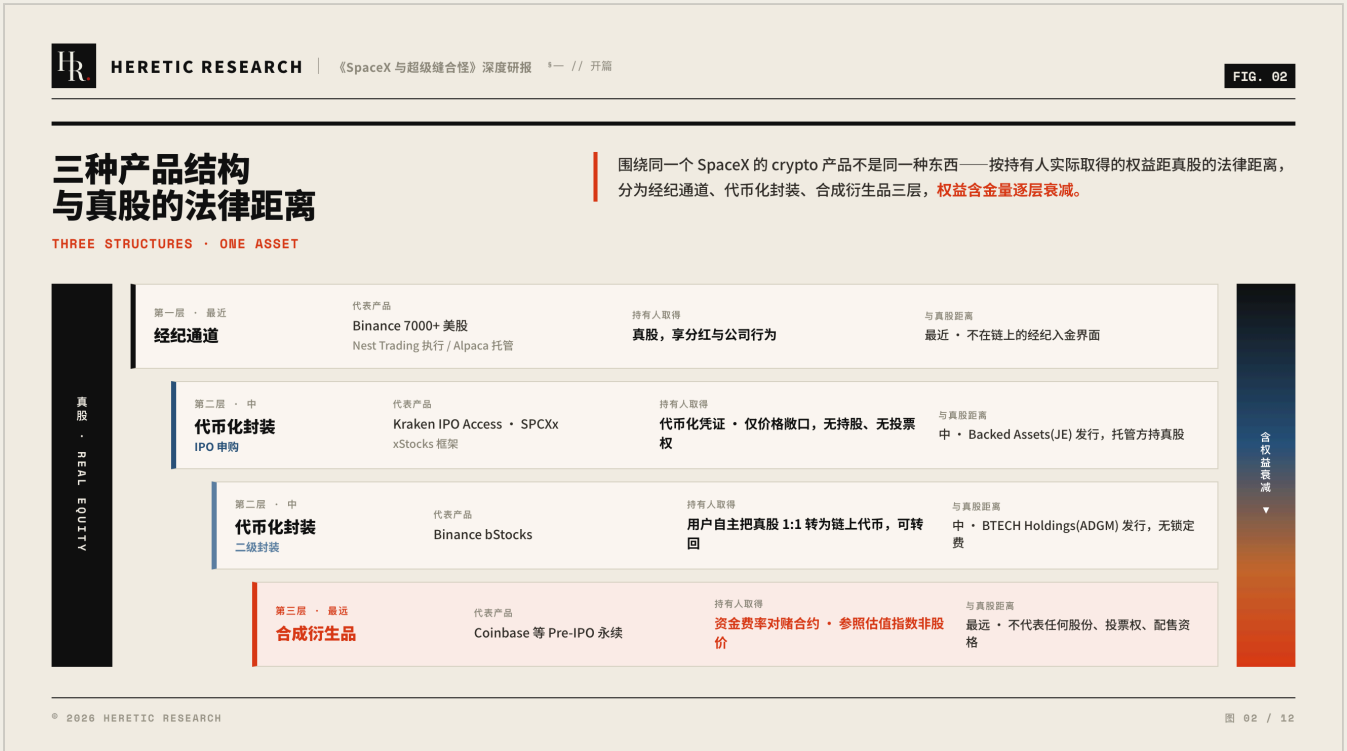 HR.
HERETIC RESEARCH
《SpaceX 与超级缝合怪》深度研报
§一 // 开篇
FIG. 02
三种产品结构
与真股的法律距离
THREE STRUCTURES · ONE ASSET
围绕同一个 SpaceX 的 crypto 产品不是同一种东西——按持有人实际取得的权益距真股的法律距离，
分为经纪通道、代币化封装、合成衍生品三层，权益含金量逐层衰减。
真股 · REAL EQUITY
第一层 · 最近
经纪通道
代表产品
Binance 7000+ 美股
Nest Trading 执行 / Alpaca 托管
持有人取得
真股，享分红与公司行为
与真股距离
最近 · 不在链上的经纪入金界面
第二层 · 中
代币化封装
IPO 申购
代表产品
Kraken IPO Access · SPCXx
xStocks 框架
持有人取得
代币化凭证 · 仅价格敞口，无持股、无投票
权
与真股距离
中 · Backed Assets(JE) 发行，托管方持真股
第二层 · 中
代币化封装
二级封装
代表产品
Binance bStocks
持有人取得
用户自主把真股 1:1 转为链上代币，可转
回
与真股距离
中 · BTECH Holdings(ADGM) 发行，无锁定
费
第三层 · 最远
合成衍生品
代表产品
Coinbase 等 Pre-IPO 永续
持有人取得
资金费率对赌合约 · 参照估值指数非股
价
与真股距离
最远 · 不代表任何股份、投票权、配售资
格
含权益衰减 ▼
© 2026 HERETIC RESEARCH
图 02 / 12